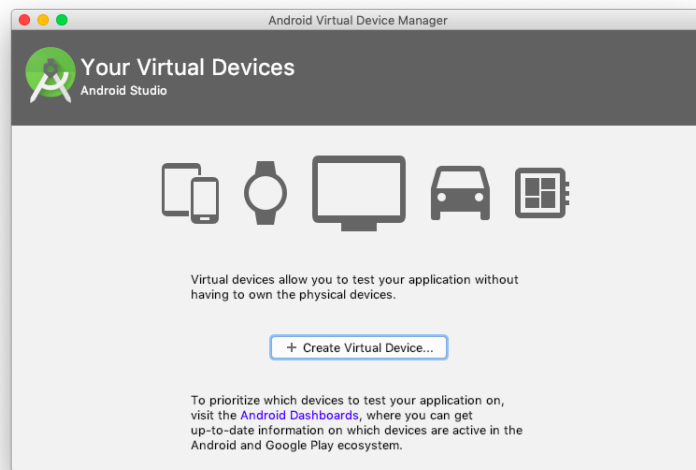 Android Virtual Device Manager
Your Virtual Devices
Android Studio
Virtual devices allow you to test your application without
having to own the physical devices.
+ Create Virtual Device...
To prioritize which devices to test your application on,
visit the Android Dashboards, where you can get
up-to-date information on which devices are active in the
Android and Google Play ecosystem.